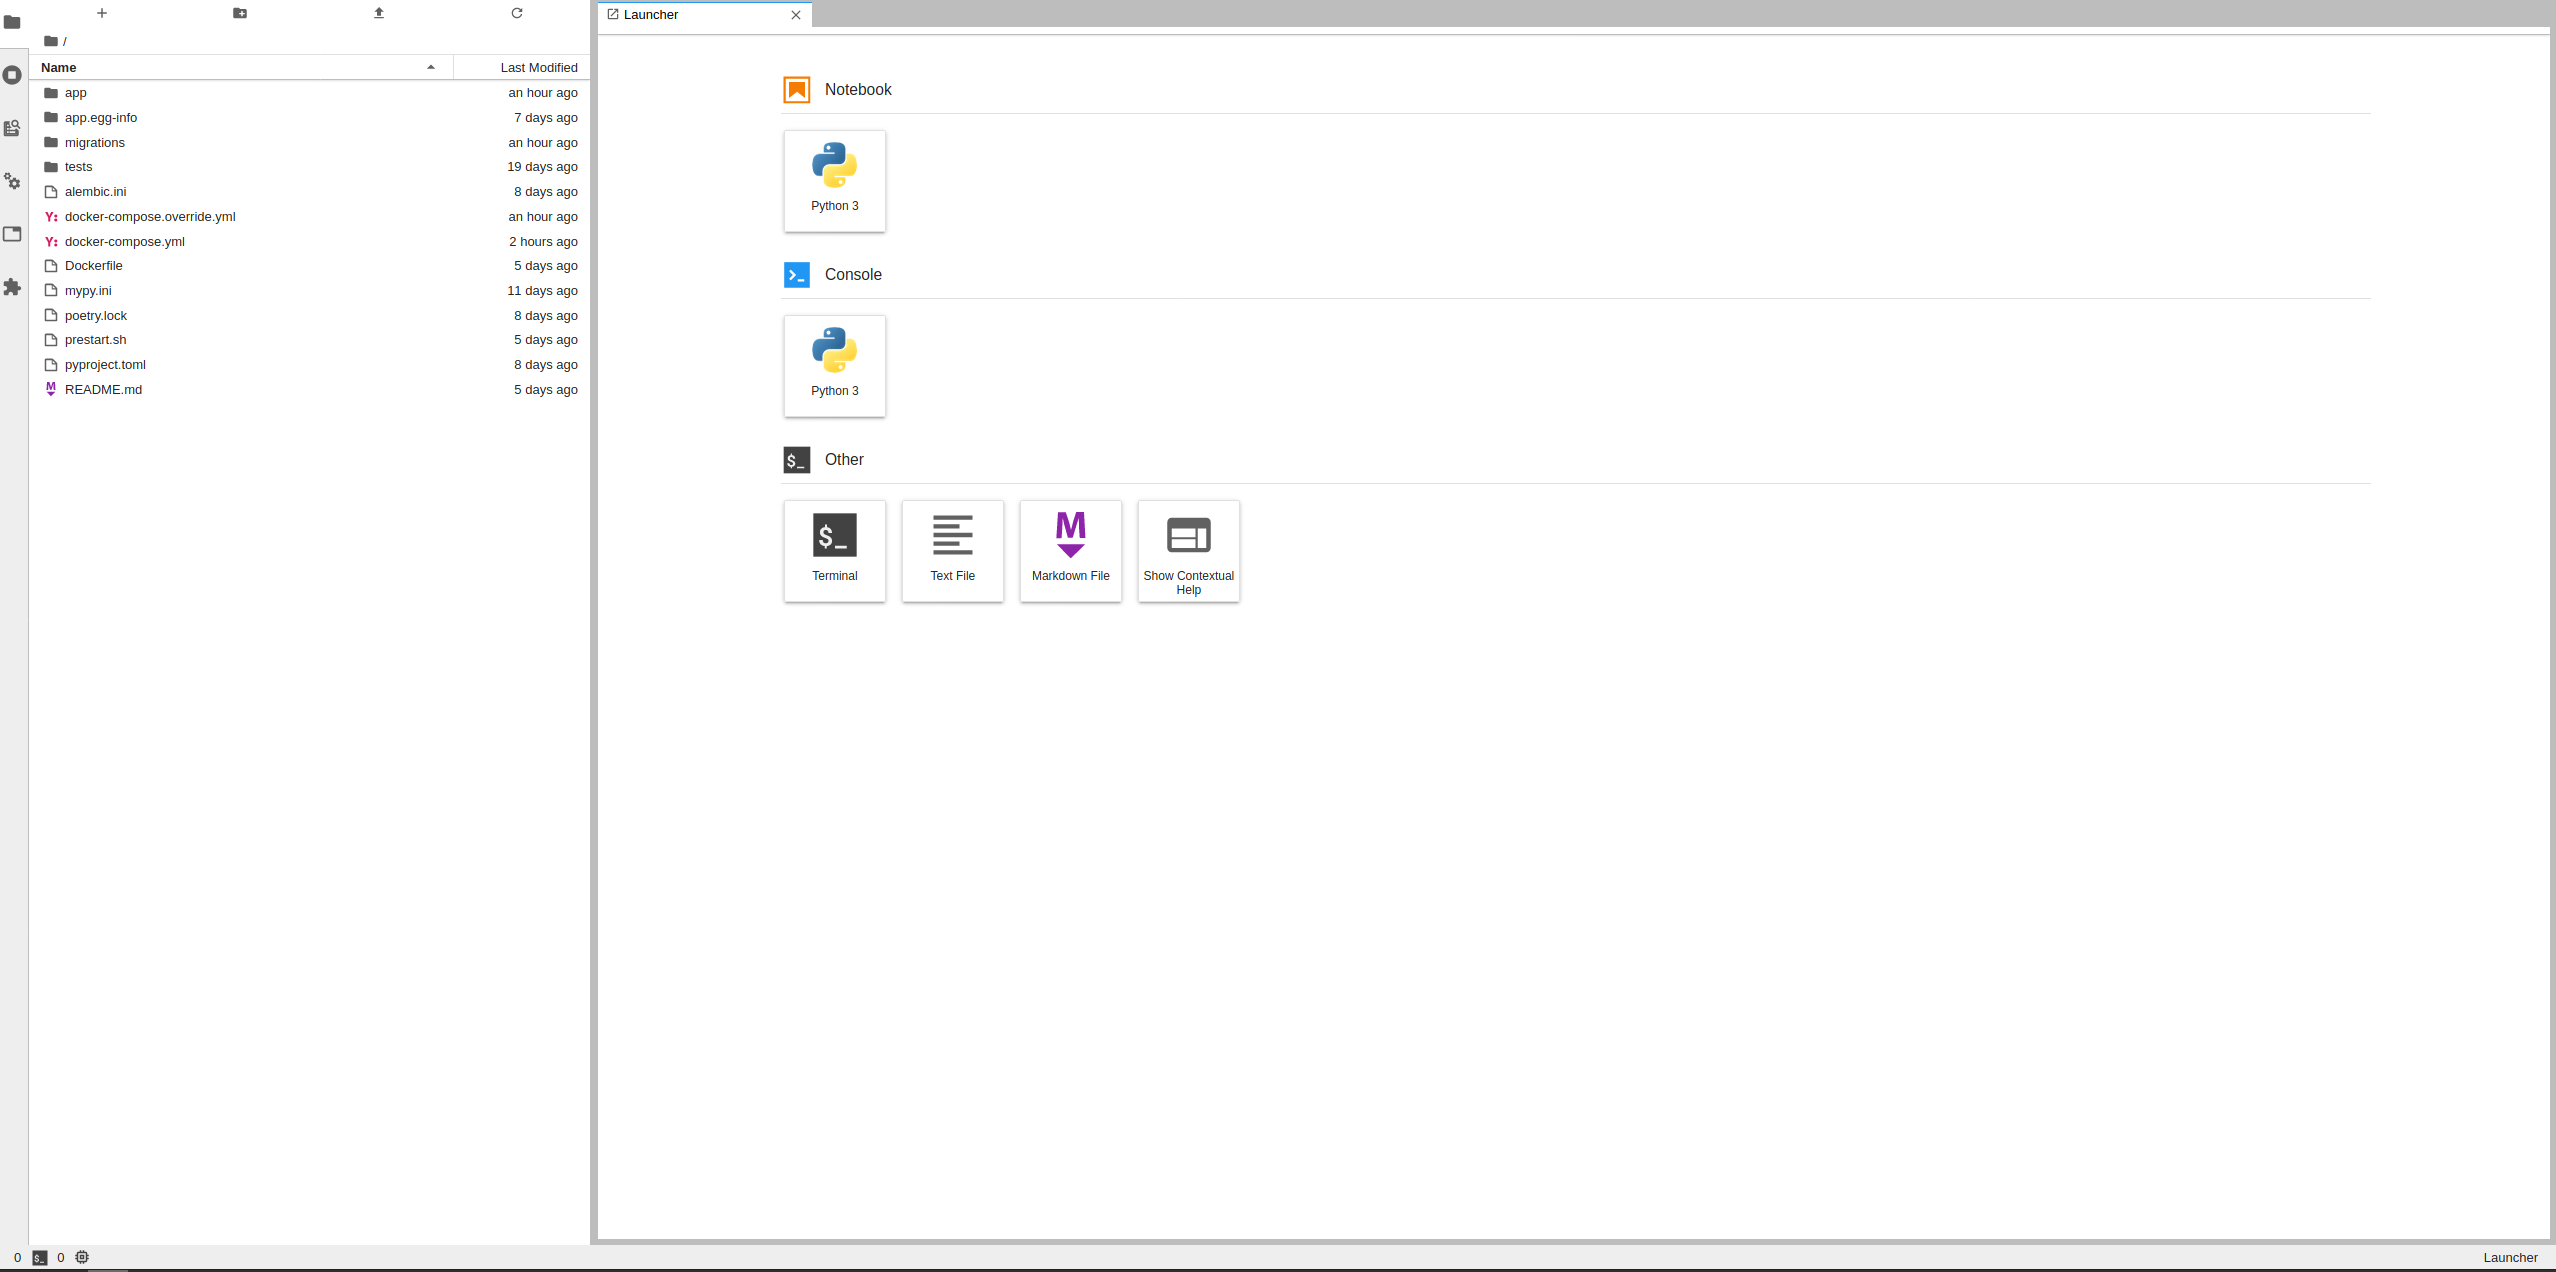 Launcher
/
Name
Last Modified
app
an hour ago
app.egg-info
7 days ago
migrations
an hour ago
tests
19 days ago
alembic.ini
8 days ago
docker-compose.override.yml
an hour ago
docker-compose.yml
2 hours ago
Dockerfile
5 days ago
mypy.ini
11 days ago
poetry.lock
8 days ago
prestart.sh
5 days ago
pyproject.toml
8 days ago
README.md
5 days ago
Notebook
Python 3
Console
Python 3
$_ Other
$_
Terminal
Text File
M
Markdown File
Show Contextual
Help
0 $_ 0
Launcher